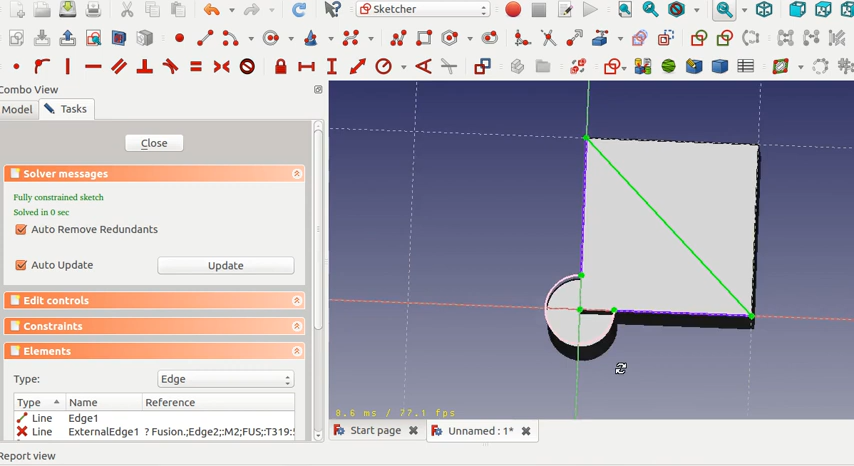 Sketcher
Combo View
Model
Tasks
Close
Solver messages
Fully constrained sketch
Solved in 0 sec
Auto Remove Redundants
Auto Update
Update
Edit controls
Constraints
Elements
Type:
Edge
Type
Name
Reference
Line
Edge1
Line
ExternalEdge1
? Fusion.;Edge2;:M2;FUS;:T319:5
8.6 ms / 77.1 fps
Start page
Unnamed : 1*
Report view